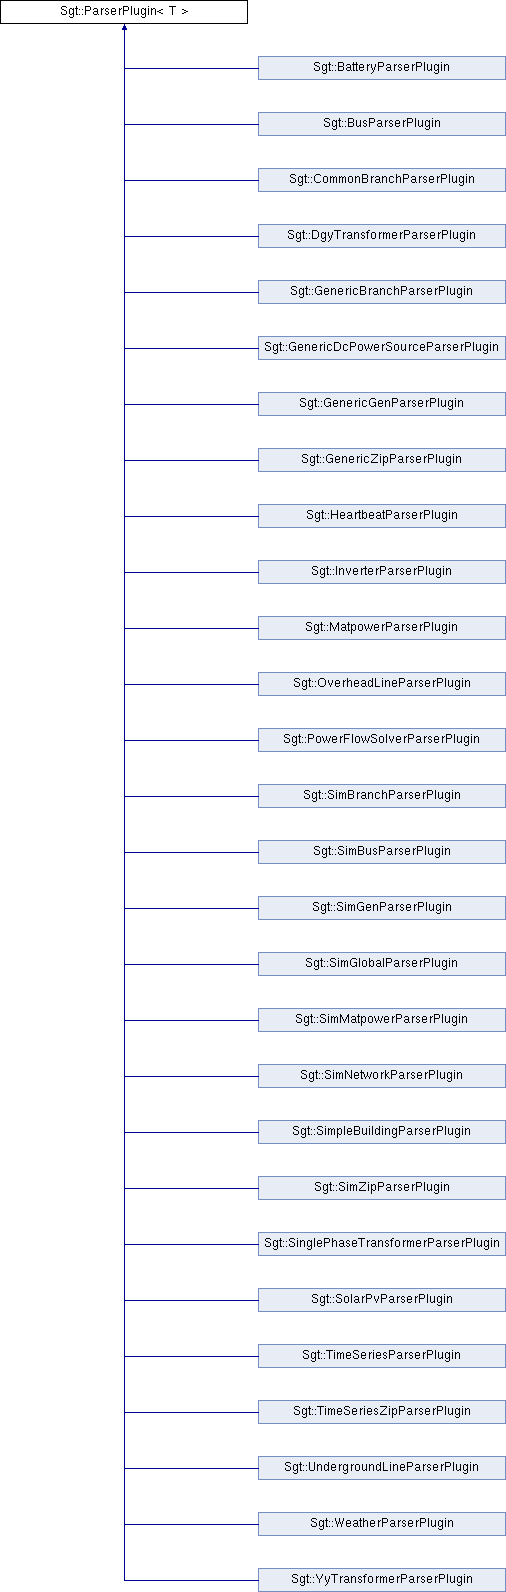 Sgt::ParserPlugin< T >
Sgt::BatteryParserPlugin
Sgt::BusParserPlugin
Sgt::CommonBranchParserPlugin
Sgt::DgyTransformerParserPlugin
Sgt::GenericBranchParserPlugin
Sgt::GenericDcPowerSourceParserPlugin
Sgt::GenericGenParserPlugin
Sgt::GenericZipParserPlugin
Sgt::HeartbeatParserPlugin
Sgt::InverterParserPlugin
Sgt::MatpowerParserPlugin
Sgt::OverheadLineParserPlugin
Sgt::PowerFlowSolverParserPlugin
Sgt::SimBranchParserPlugin
Sgt::SimBusParserPlugin
Sgt::SimGenParserPlugin
Sgt::SimGlobalParserPlugin
Sgt::SimMatpowerParserPlugin
Sgt::SimNetworkParserPlugin
Sgt::SimpleBuildingParserPlugin
Sgt::SimZipParserPlugin
Sgt::SinglePhaseTransformerParserPlugin
Sgt::SolarPvParserPlugin
Sgt::TimeSeriesParserPlugin
Sgt::TimeSeriesZipParserPlugin
Sgt::UndergroundLineParserPlugin
Sgt::WeatherParserPlugin
Sgt::YyTransformerParserPlugin